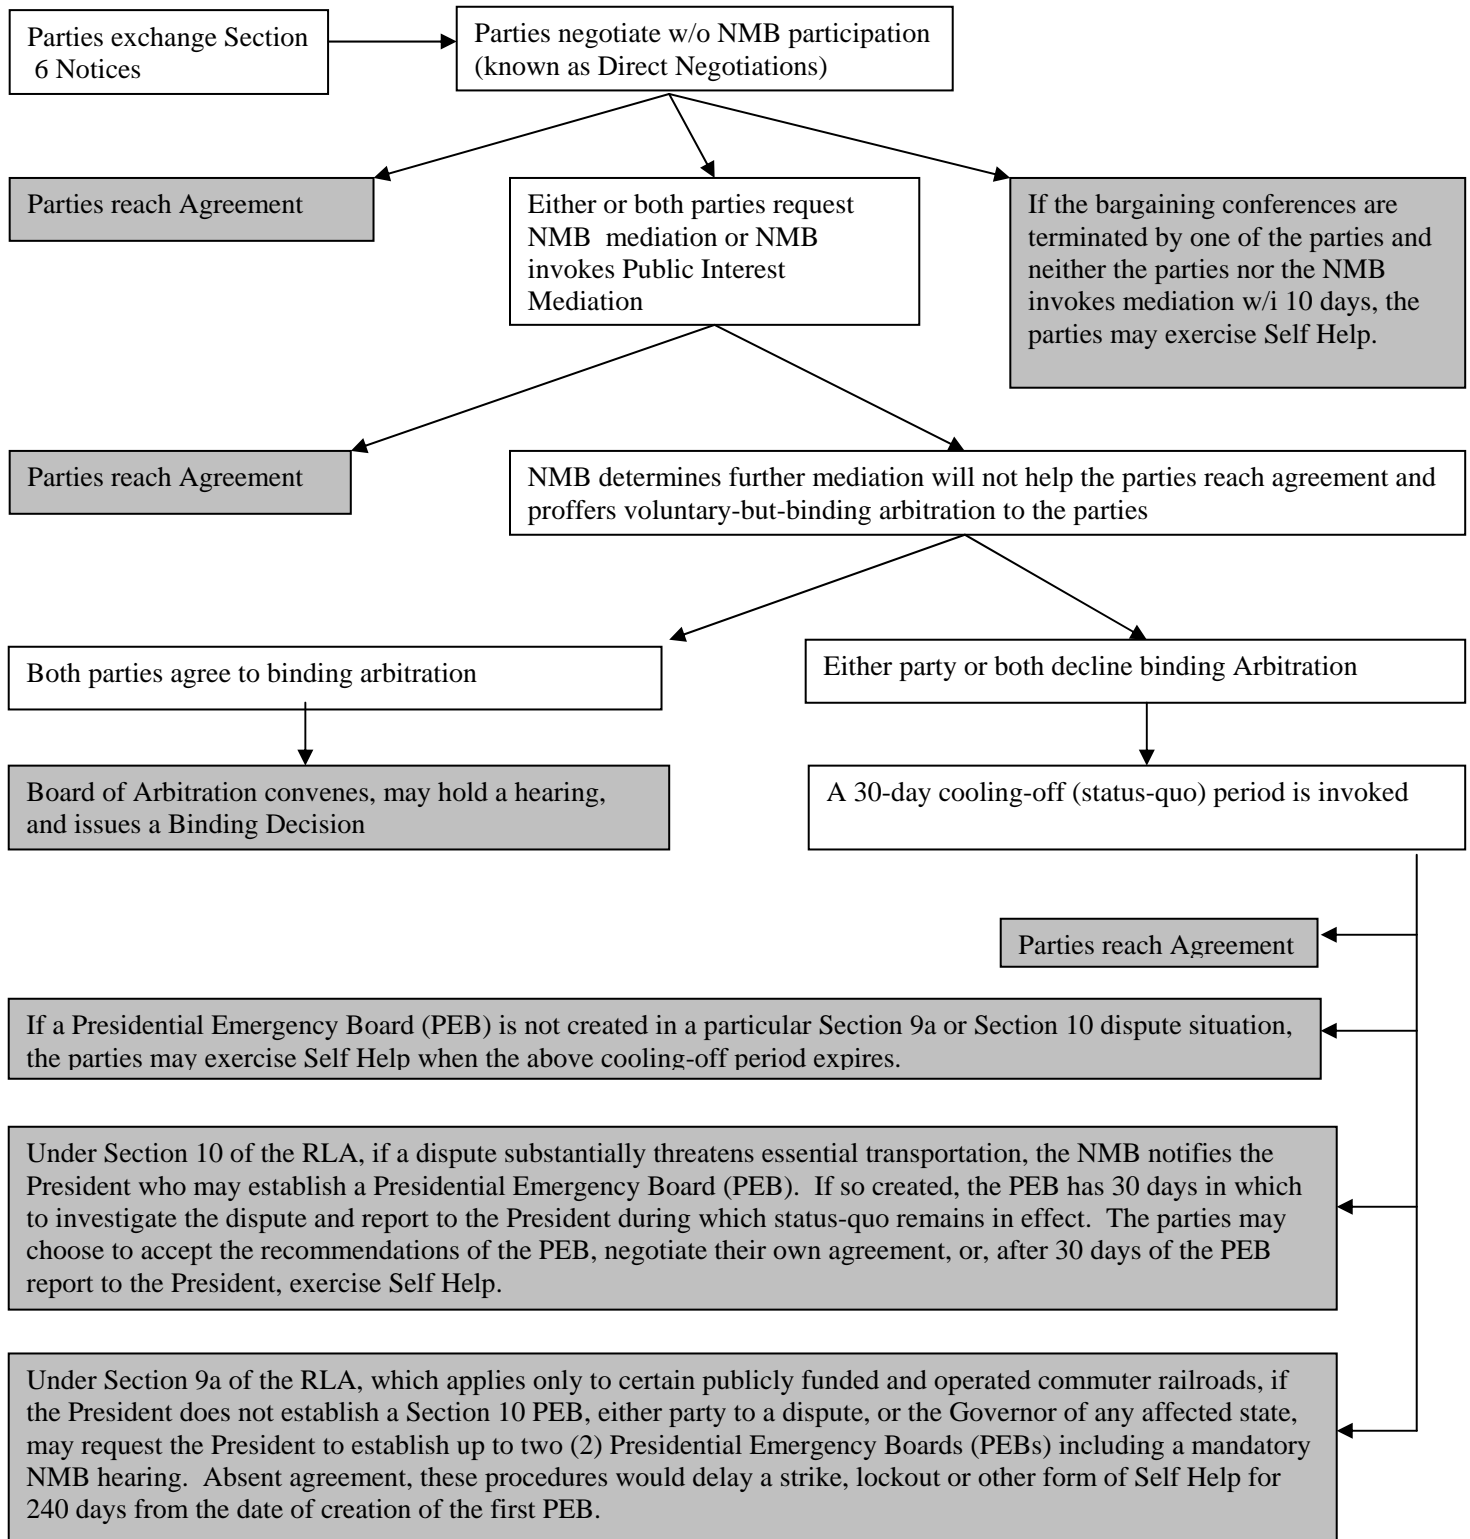 Parties exchange Section
6 Notices
Parties negotiate w/o NMB participation
(known as Direct Negotiations)
Parties reach Agreement
Either or both parties request
NMB mediation or NMB
invokes Public Interest
Mediation
If the bargaining conferences are
terminated by one of the parties and
neither the parties nor the NMB
invokes mediation w/i 10 days, the
parties may exercise Self Help.
Parties reach Agreement
NMB determines further mediation will not help the parties reach agreement and
proffers voluntary-but-binding arbitration to the parties
Both parties agree to binding arbitration
Either party or both decline binding Arbitration
Board of Arbitration convenes, may hold a hearing,
and issues a Binding Decision
A 30-day cooling-off (status-quo) period is invoked
Parties reach Agreement
If a Presidential Emergency Board (PEB) is not created in a particular Section 9a or Section 10 dispute situation,
the parties may exercise Self Help when the above cooling-off period expires.
Under Section 10 of the RLA, if a dispute substantially threatens essential transportation, the NMB notifies the
President who may establish a Presidential Emergency Board (PEB). If so created, the PEB has 30 days in which
to investigate the dispute and report to the President during which status-quo remains in effect. The parties may
choose to accept the recommendations of the PEB, negotiate their own agreement, or, after 30 days of the PEB
report to the President, exercise Self Help.
Under Section 9a of the RLA, which applies only to certain publicly funded and operated commuter railroads, if
the President does not establish a Section 10 PEB, either party to a dispute, or the Governor of any affected state,
may request the President to establish up to two (2) Presidential Emergency Boards (PEBs) including a mandatory
NMB hearing. Absent agreement, these procedures would delay a strike, lockout or other form of Self Help for
240 days from the date of creation of the first PEB.